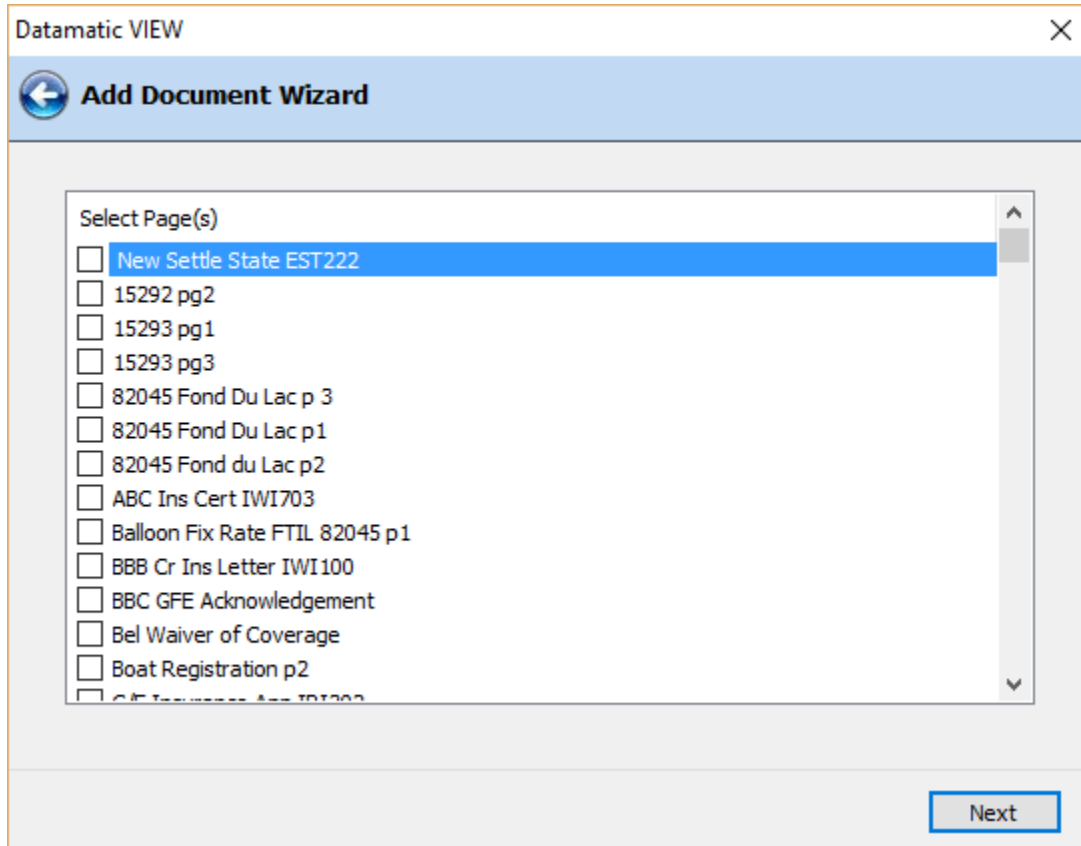 Datamatic VIEW
Add Document Wizard
Select Page(s)
New Settle State EST222
15292 pg2
15293 pg1
15293 pg3
82045 Fond Du Lac p 3
82045 Fond Du Lac p1
82045 Fond du Lac p2
ABC Ins Cert IWI703
Balloon Fix Rate FTIL 82045 p1
BBB Cr Ins Letter IWI100
BBC GFE Acknowledgement
Bel Waiver of Coverage
Boat Registration p2
Next